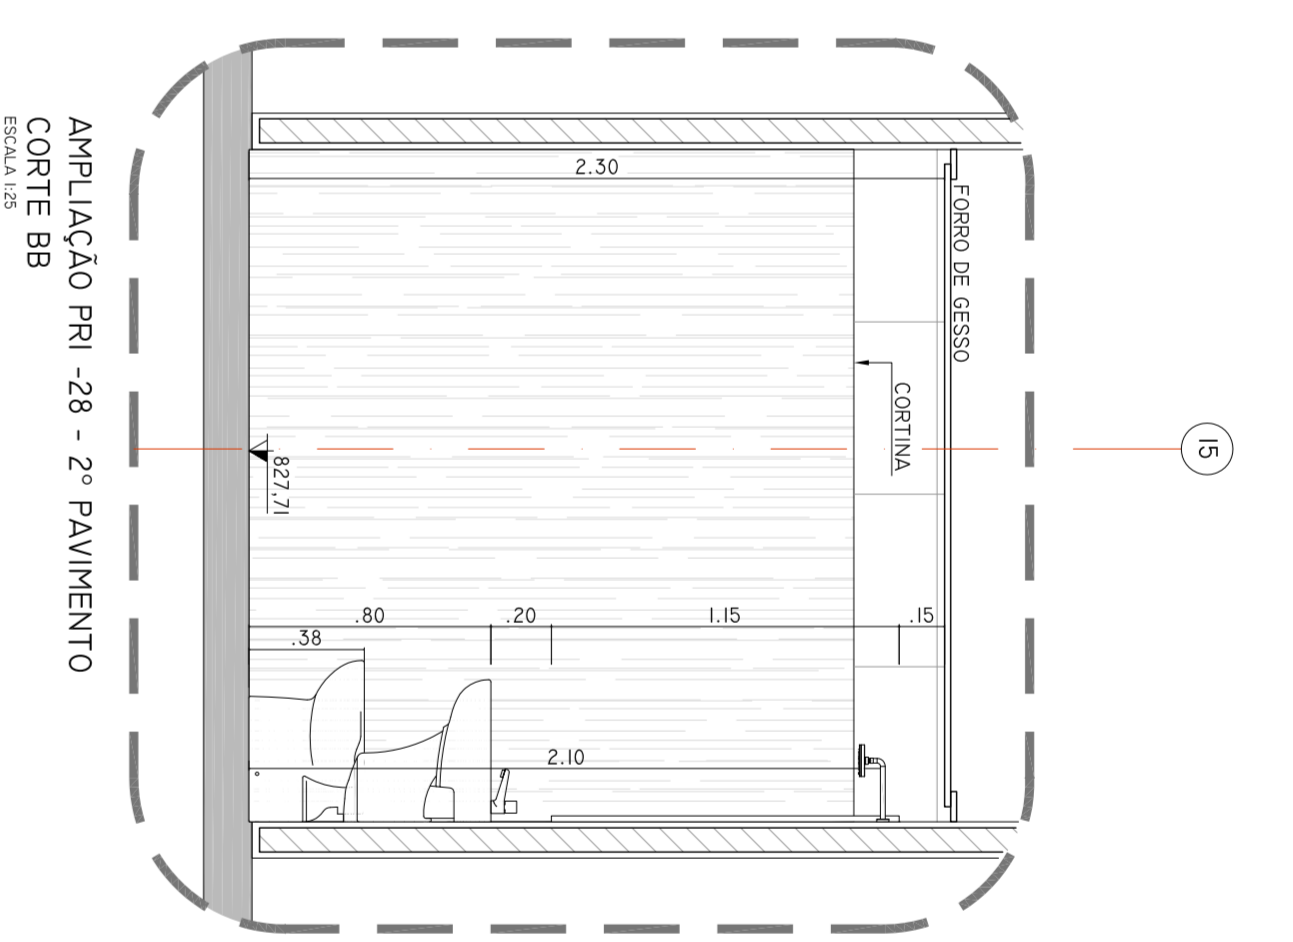 15
FORRO DE GESSO
CORTINA
2.30
.15
1.15
.20
.80
.38
2.10
827,71
AMPLIAÇÃO PRI -28 - 2° PAVIMENTO
CORTE BB
ESCALA 1:25